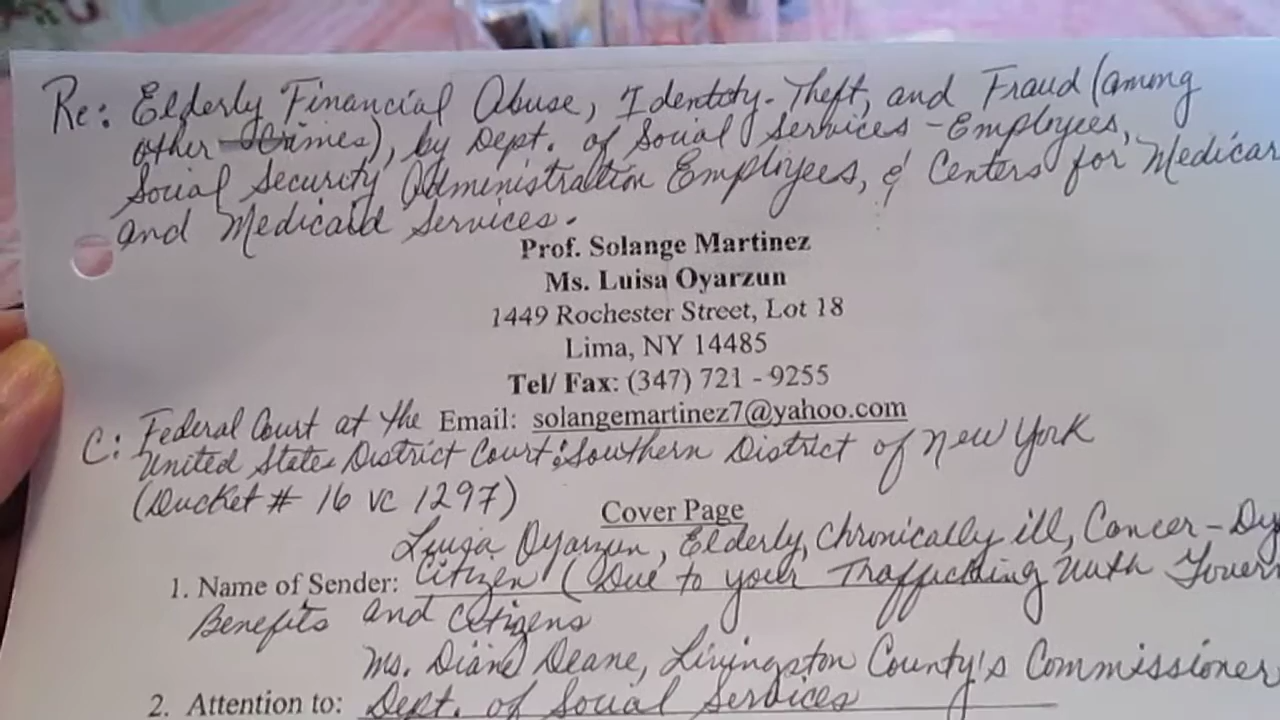 Re: Elderly Financial Abuse, Identity-Theft, and Fraud (among
other Crimes), by Dept. of Social Services-Employees,
Social Security Administration Employees, & Centers for Medicar
and Medicaid Services.
Prof. Solange Martinez
Ms. Luisa Oyarzun
1449 Rochester Street, Lot 18
Lima, NY 14485
Tel/ Fax: (347) 721 - 9255
C: Federal Court at the Email: solangemartinez7@yahoo.com
United States District Court: Southern District of New York
(Ducket # 16 vc 1297)
Cover Page
Luisa Oyarzun, Elderly, Chronically ill, Cancer-Dy
1. Name of Sender: Citizen (Due to your Trafficking with Govern
Benefits and Citizens
Ms. Diane Deane, Livingston County's Commissioner
2. Attention to: Dept. of Social Services